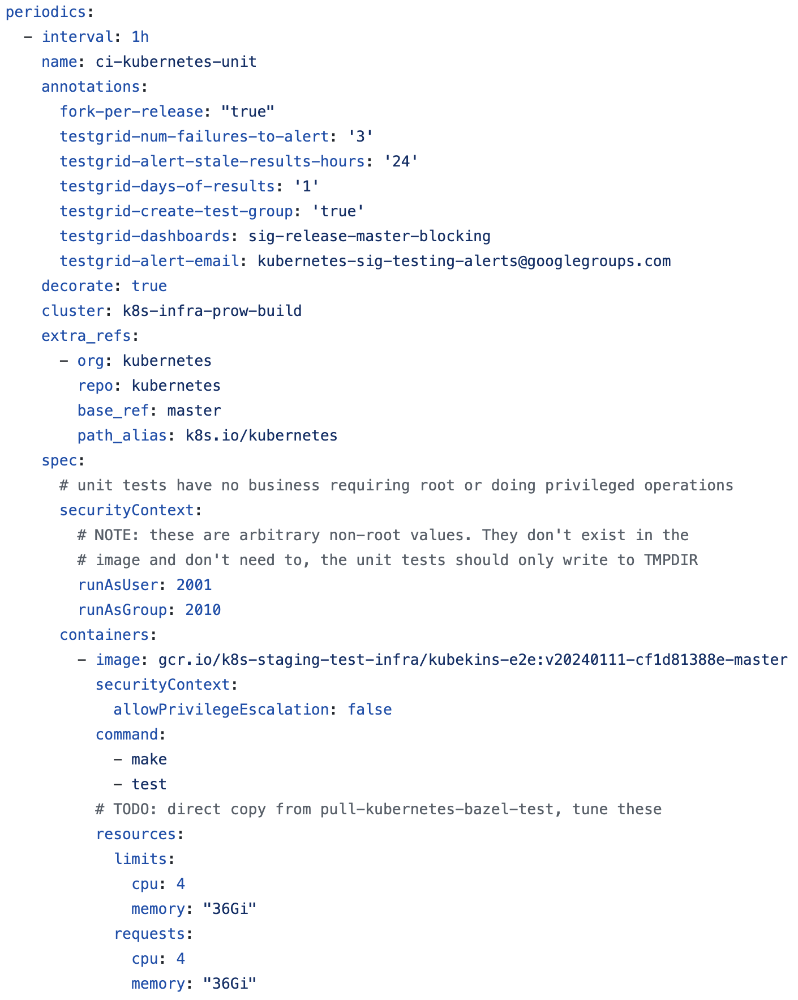 periodics:
  - interval: 1h
    name: ci-kubernetes-unit
    annotations:
      fork-per-release: "true"
      testgrid-num-failures-to-alert: '3'
      testgrid-alert-stale-results-hours: '24'
      testgrid-days-of-results: '1'
      testgrid-create-test-group: 'true'
      testgrid-dashboards: sig-release-master-blocking
      testgrid-alert-email: kubernetes-sig-testing-alerts@googlegroups.com
    decorate: true
    cluster: k8s-infra-prow-build
    extra_refs:
      - org: kubernetes
        repo: kubernetes
        base_ref: master
        path_alias: k8s.io/kubernetes
    spec:
      # unit tests have no business requiring root or doing privileged operations
      securityContext:
        # NOTE: these are arbitrary non-root values. They don't exist in the
        # image and don't need to, the unit tests should only write to TMPDIR
        runAsUser: 2001
        runAsGroup: 2010
      containers:
        - image: gcr.io/k8s-staging-test-infra/kubekins-e2e:v20240111-cf1d81388e-master
          securityContext:
            allowPrivilegeEscalation: false
          command:
            - make
            - test
          # TODO: direct copy from pull-kubernetes-bazel-test, tune these
          resources:
            limits:
              cpu: 4
              memory: "36Gi"
            requests:
              cpu: 4
              memory: "36Gi"